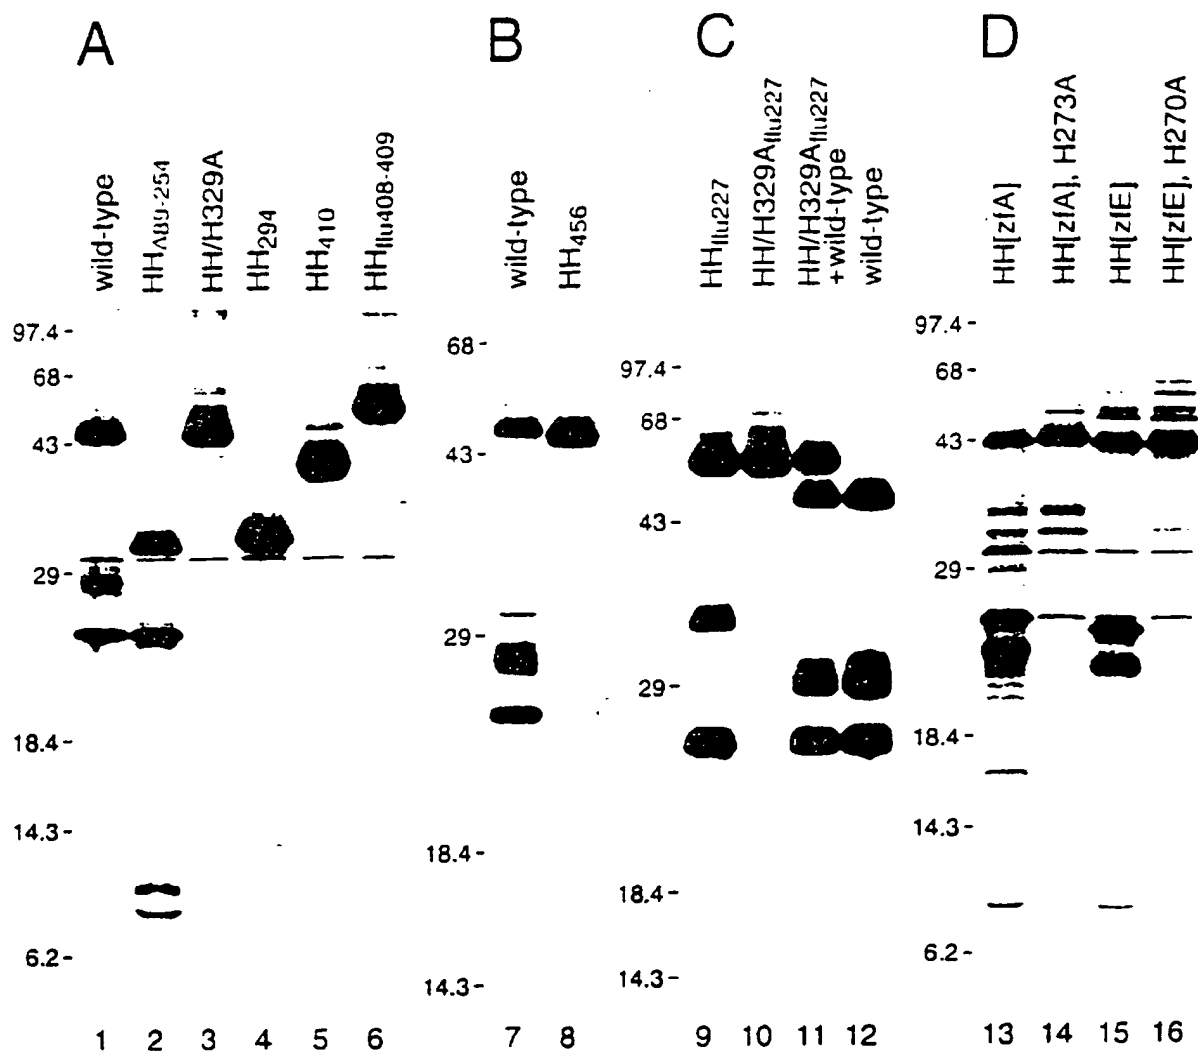 A
B
C
D
wild-type
HHΔ89-254
HH/H329A
HH294
HH410
HHflu408-409
wild-type
HH456
HHflu227
HH/H329Aflu227
HH/H329Aflu227
+wild-type
wild-type
HH[zfA]
HH[zfA], H273A
HH[zfE]
HH[zfE], H270A
97.4-
68-
43-
29-
18.4-
14.3-
6.2-
68-
43-
29-
18.4-
14.3-
97.4-
68-
43-
29-
18.4-
14.3-
97.4-
68-
43-
29-
18.4-
14.3-
6.2-
1 2 3 4 5 6 7 8 9 10 11 12 13 14 15 16